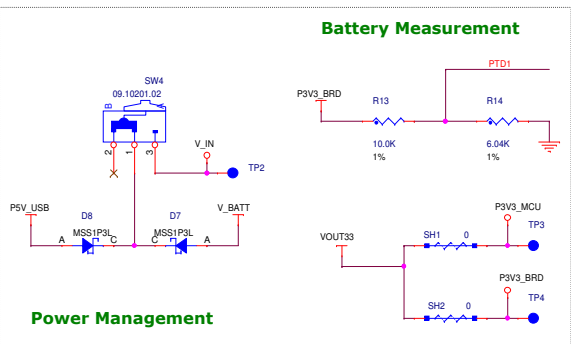 Battery Measurement
PTD1
SW4
09.10201.02
B
A
P3V3_BRD
R13
R14
2
1
3
V_IN
10.0K
6.04K
1%
1%
TP2
P5V_USB
D8
D7
V_BATT
MSS1P3L
MSS1P3L
A
C
C
A
P3V3_MCU
TP3
VOUT33
SH1
0
P3V3_BRD
TP4
SH2
0
Power Management